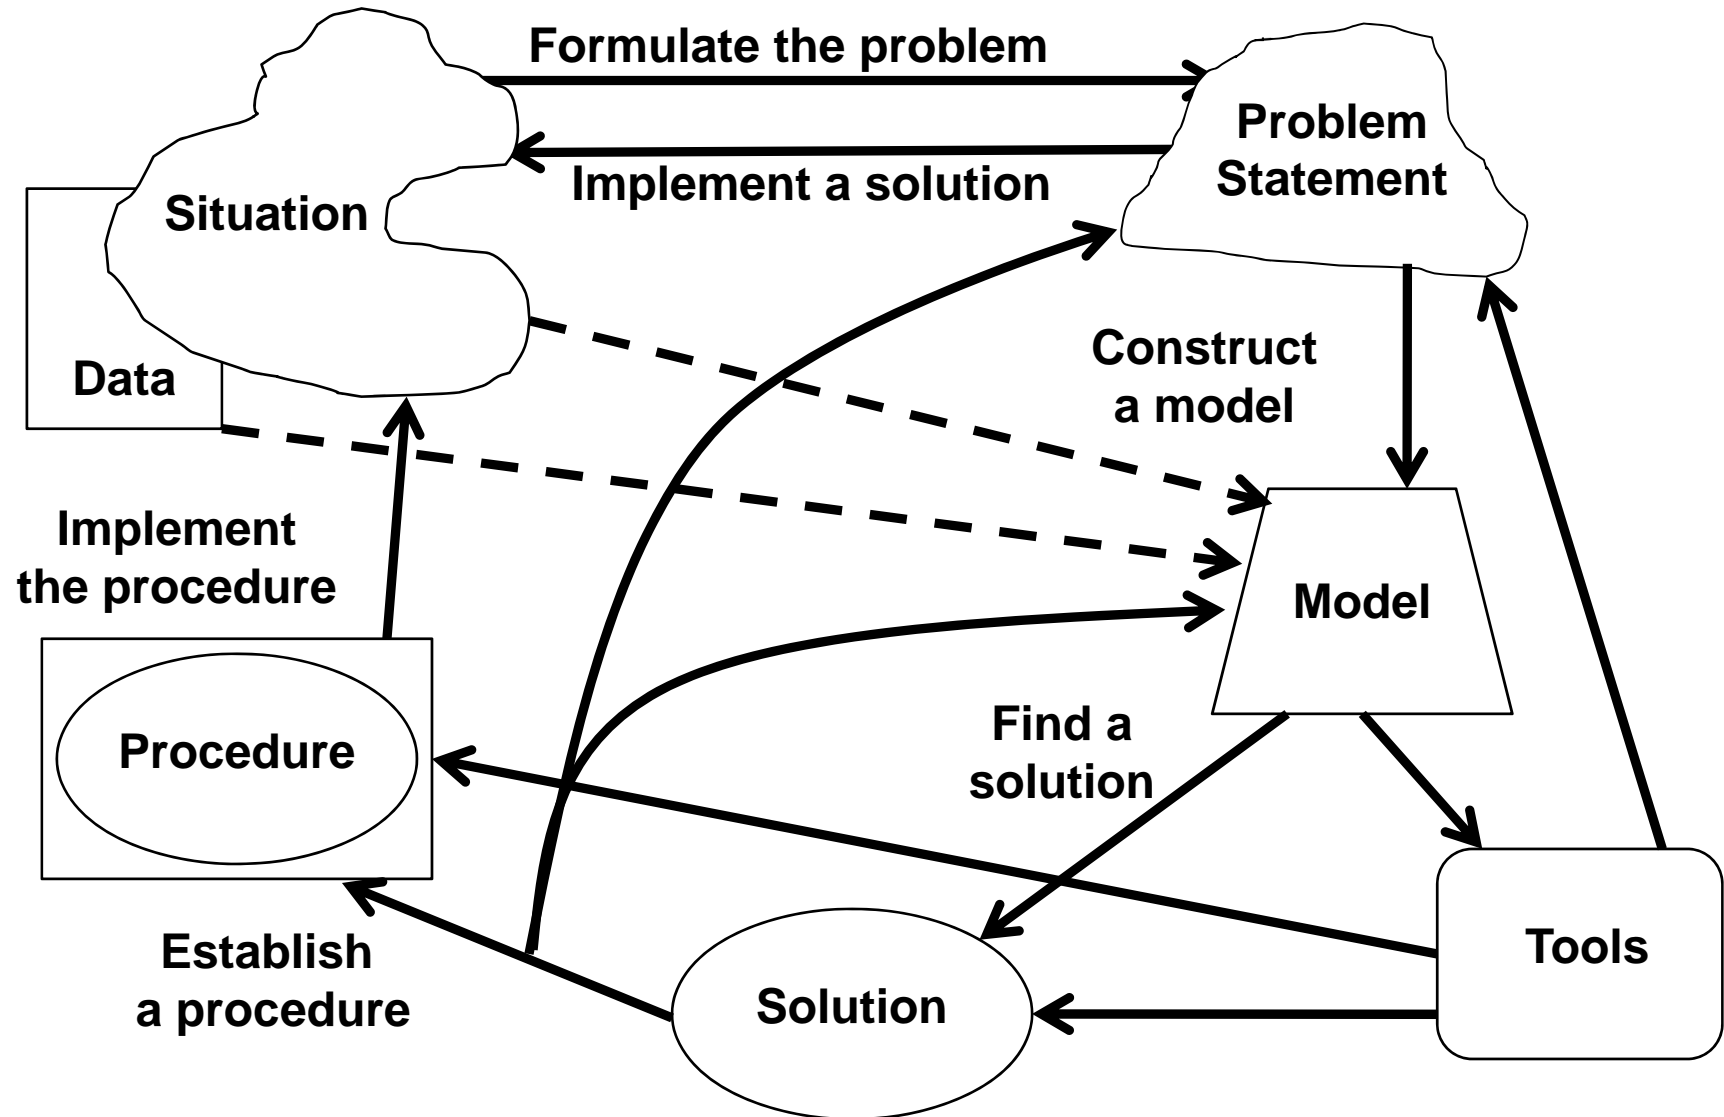 Formulate the problem
Problem
Statement
Implement a solution
Situation
Data
Construct
a model
Implement
the procedure
Model
Procedure
Find a
solution
Establish
a procedure
Solution
Tools